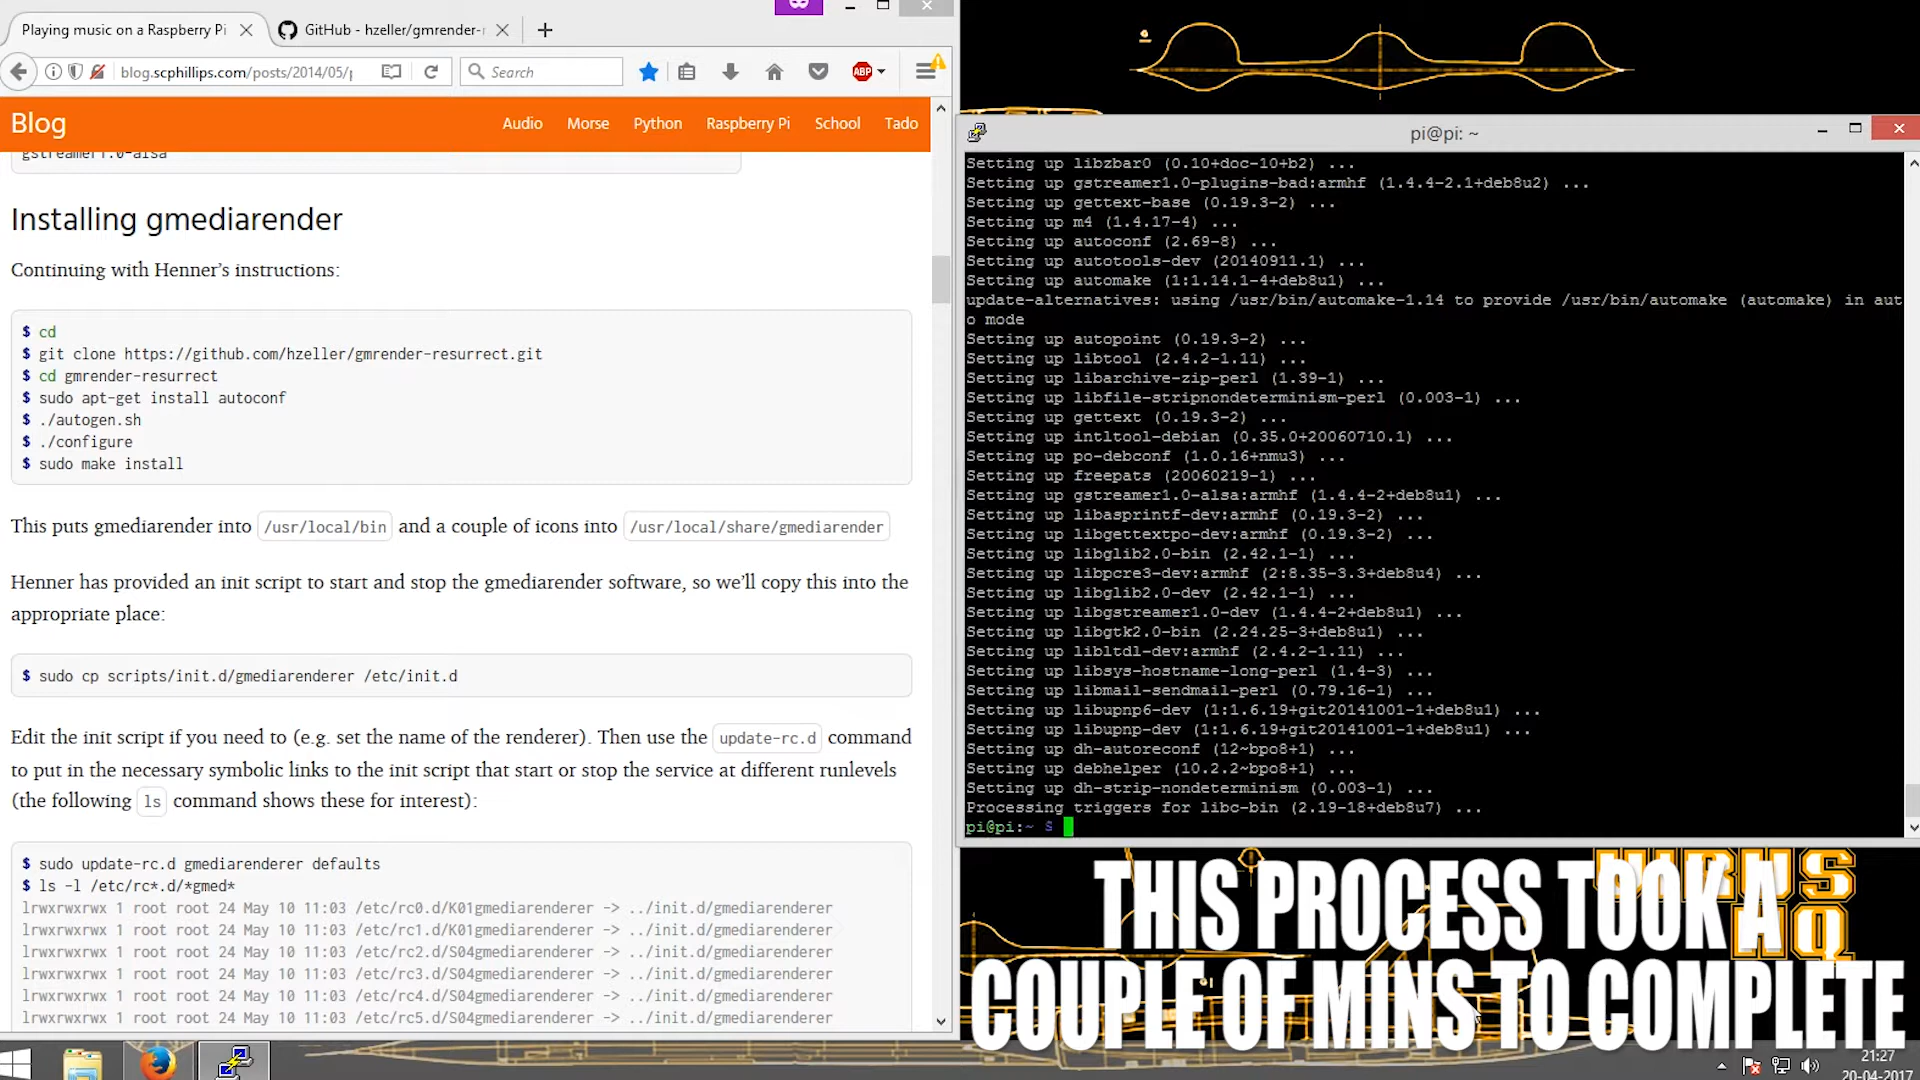 Playing music on a Raspberry Pi
GitHub - hzeller/gmrender-r
blog.scphillips.com/posts/2014/05/p
Search
ABP
Blog
Audio
Morse
Python
Raspberry Pi
School
Tado
gstreamer1.0-alsa
Installing gmediarender
Continuing with Henner's instructions:
$ cd
$ git clone https://github.com/hzeller/gmrender-resurrect.git
$ cd gmrender-resurrect
$ sudo apt-get install autoconf
$ ./autogen.sh
$ ./configure
$ sudo make install
This puts gmediarender into /usr/local/bin and a couple of icons into /usr/local/share/gmediarender
Henner has provided an init script to start and stop the gmediarender software, so we'll copy this into the
appropriate place:
$ sudo cp scripts/init.d/gmediarenderer /etc/init.d
Edit the init script if you need to (e.g. set the name of the renderer). Then use the update-rc.d command
to put in the necessary symbolic links to the init script that start or stop the service at different runlevels
(the following ls command shows these for interest):
$ sudo update-rc.d gmediarenderer defaults
$ ls -l /etc/rc*.d/*gmed*
lrwxrwxrwx 1 root root 24 May 10 11:03 /etc/rc0.d/K01gmediarenderer -> ../init.d/gmediarenderer
lrwxrwxrwx 1 root root 24 May 10 11:03 /etc/rc1.d/K01gmediarenderer -> ../init.d/gmediarenderer
lrwxrwxrwx 1 root root 24 May 10 11:03 /etc/rc2.d/S04gmediarenderer -> ../init.d/gmediarenderer
lrwxrwxrwx 1 root root 24 May 10 11:03 /etc/rc3.d/S04gmediarenderer -> ../init.d/gmediarenderer
lrwxrwxrwx 1 root root 24 May 10 11:03 /etc/rc4.d/S04gmediarenderer -> ../init.d/gmediarenderer
lrwxrwxrwx 1 root root 24 May 10 11:03 /etc/rc5.d/S04gmediarenderer -> ../init.d/gmediarenderer
pi@pi: ~
Setting up libzbar0 (0.10+doc-10+b2) ...
Setting up gstreamer1.0-plugins-bad:armhf (1.4.4-2.1+deb8u2) ...
Setting up gettext-base (0.19.3-2) ...
Setting up m4 (1.4.17-4) ...
Setting up autoconf (2.69-8) ...
Setting up autotools-dev (20140911.1) ...
Setting up automake (1:1.14.1-4+deb8u1) ...
update-alternatives: using /usr/bin/automake-1.14 to provide /usr/bin/automake (automake) in aut
o mode
Setting up autopoint (0.19.3-2) ...
Setting up libtool (2.4.2-1.11) ...
Setting up libarchive-zip-perl (1.39-1) ...
Setting up libfile-stripnondeterminism-perl (0.003-1) ...
Setting up gettext (0.19.3-2) ...
Setting up intltool-debian (0.35.0+20060710.1) ...
Setting up po-debconf (1.0.16+nmu3) ...
Setting up freepats (20060219-1) ...
Setting up gstreamer1.0-alsa:armhf (1.4.4-2+deb8u1) ...
Setting up libasprintf-dev:armhf (0.19.3-2) ...
Setting up libgettextpo-dev:armhf (0.19.3-2) ...
Setting up libglib2.0-bin (2.42.1-1) ...
Setting up libpcre3-dev:armhf (2:8.35-3.3+deb8u4) ...
Setting up libglib2.0-dev (2.42.1-1) ...
Setting up libgstreamer1.0-dev (1.4.4-2+deb8u1) ...
Setting up libgtk2.0-bin (2.24.25-3+deb8u1) ...
Setting up libltdl-dev:armhf (2.4.2-1.11) ...
Setting up libsys-hostname-long-perl (1.4-3) ...
Setting up libmail-sendmail-perl (0.79.16-1) ...
Setting up libupnp6-dev (1:1.6.19+git20141001-1+deb8u1) ...
Setting up libupnp-dev (1:1.6.19+git20141001-1+deb8u1) ...
Setting up dh-autoreconf (12~bpo8+1) ...
Setting up debhelper (10.2.2~bpo8+1) ...
Setting up dh-strip-nondeterminism (0.003-1) ...
Processing triggers for libc-bin (2.19-18+deb8u7) ...
pi@pi:~ $
THIS PROCESS TOOK A
COUPLE OF MINS TO COMPLETE
21:27
20-04-2017